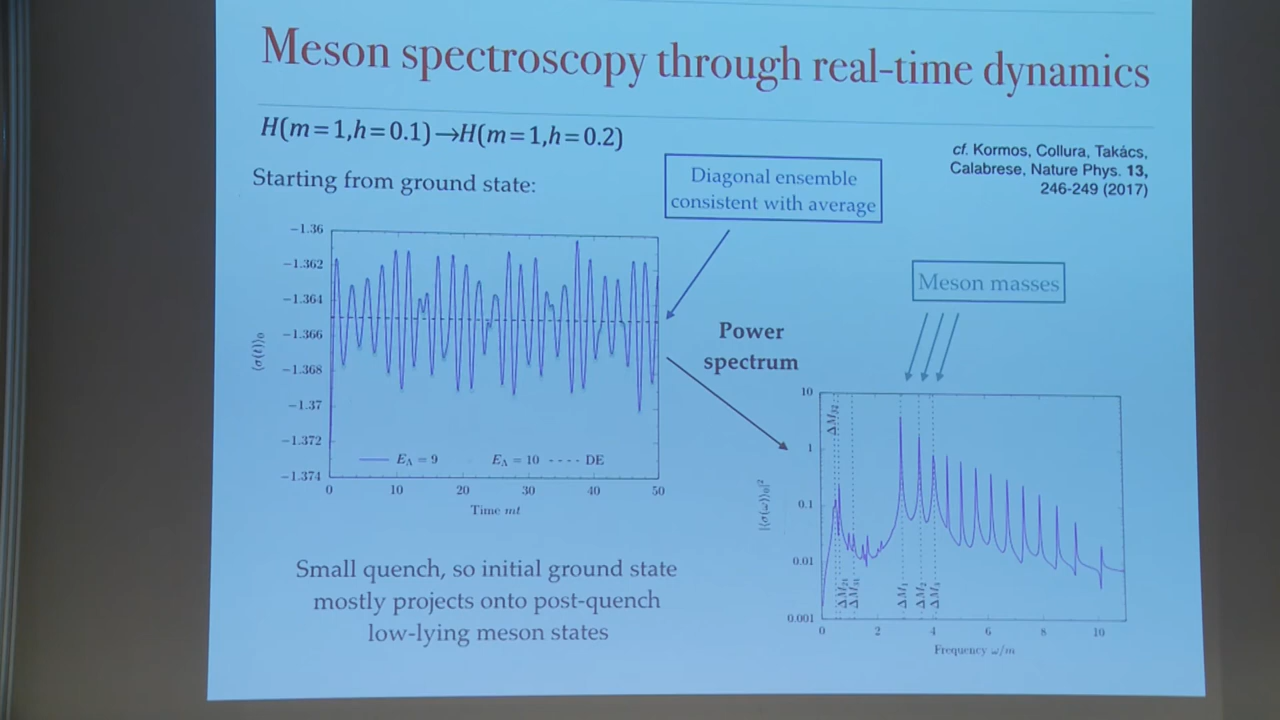 Meson spectroscopy through real-time dynamics
H(m=1,h=0.1)→H(m=1,h=0.2)
cf. Kormos, Collura, Takács,
Calabrese, Nature Phys. 13,
246-249 (2017)
Starting from ground state:
Diagonal ensemble
consistent with average
Meson masses
Power
spectrum
−1.36
−1.362
−1.364
−1.366
−1.368
−1.37
−1.372
−1.374
⟨σ(t)⟩₀
E_Λ = 9 E_Λ = 10 DE
0 10 20 30 40 50
Time mt
10
1
0.1
0.01
0.001
|⟨σ(ω)⟩₀|²
ΔM₃₂
ΔM₂₁
ΔM₃₁
ΔM₁
ΔM₂
ΔM₃
0 2 4 6 8 10
Frequency ω/m
Small quench, so initial ground state
mostly projects onto post-quench
low-lying meson states